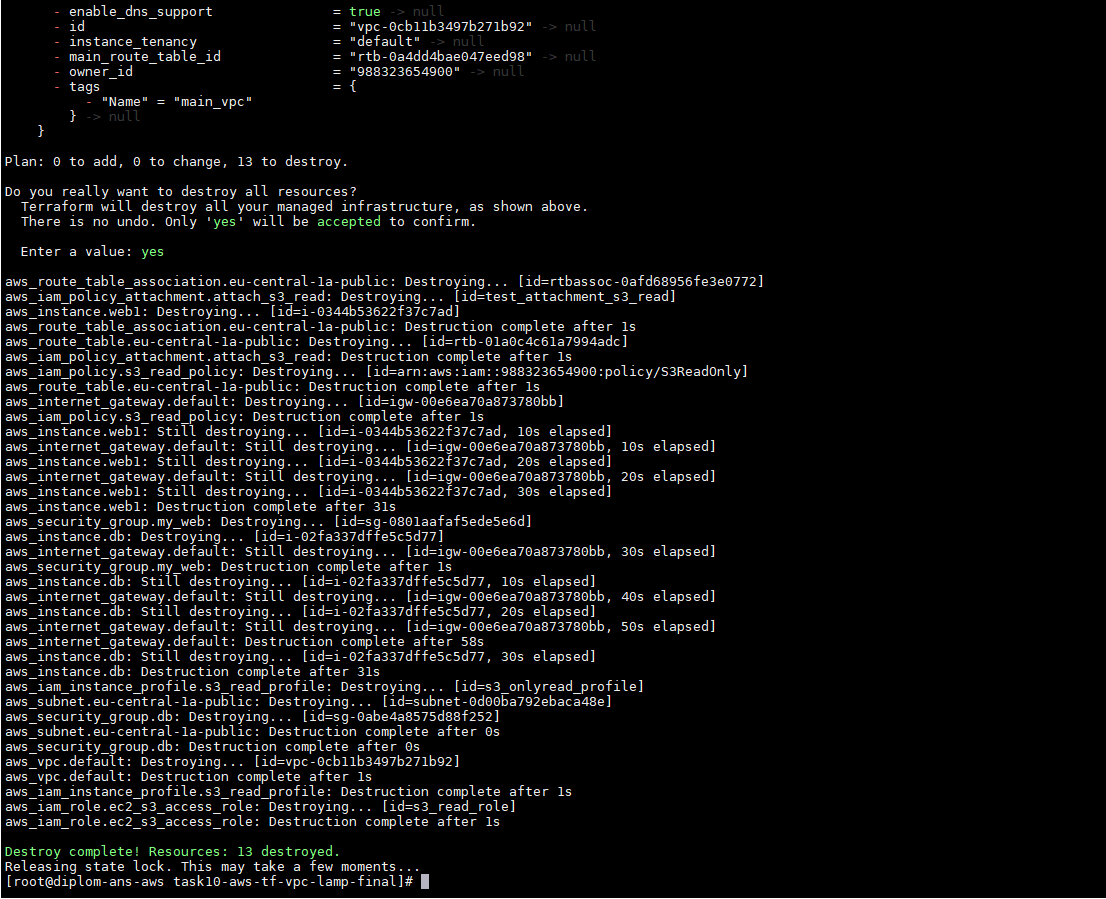 - enable_dns_support               = true -> null
      - id                               = "vpc-0cb11b3497b271b92" -> null
      - instance_tenancy                 = "default" -> null
      - main_route_table_id              = "rtb-0a4dd4bae047eed98" -> null
      - owner_id                         = "988323654900" -> null
      - tags                             = {
          - "Name" = "main_vpc"
        } -> null
    }

Plan: 0 to add, 0 to change, 13 to destroy.

Do you really want to destroy all resources?
  Terraform will destroy all your managed infrastructure, as shown above.
  There is no undo. Only 'yes' will be accepted to confirm.

  Enter a value: yes

aws_route_table_association.eu-central-1a-public: Destroying... [id=rtbassoc-0afd68956fe3e0772]
aws_iam_policy_attachment.attach_s3_read: Destroying... [id=test_attachment_s3_read]
aws_instance.web1: Destroying... [id=i-0344b53622f37c7ad]
aws_route_table_association.eu-central-1a-public: Destruction complete after 1s
aws_route_table.eu-central-1a-public: Destroying... [id=rtb-01a0c4c61a7994adc]
aws_iam_policy_attachment.attach_s3_read: Destruction complete after 1s
aws_iam_policy.s3_read_policy: Destroying... [id=arn:aws:iam::988323654900:policy/S3ReadOnly]
aws_route_table.eu-central-1a-public: Destruction complete after 1s
aws_internet_gateway.default: Destroying... [id=igw-00e6ea70a873780bb]
aws_iam_policy.s3_read_policy: Destruction complete after 1s
aws_instance.web1: Still destroying... [id=i-0344b53622f37c7ad, 10s elapsed]
aws_internet_gateway.default: Still destroying... [id=igw-00e6ea70a873780bb, 10s elapsed]
aws_instance.web1: Still destroying... [id=i-0344b53622f37c7ad, 20s elapsed]
aws_internet_gateway.default: Still destroying... [id=igw-00e6ea70a873780bb, 20s elapsed]
aws_instance.web1: Still destroying... [id=i-0344b53622f37c7ad, 30s elapsed]
aws_instance.web1: Destruction complete after 31s
aws_security_group.my_web: Destroying... [id=sg-0801aafaf5ede5e6d]
aws_instance.db: Destroying... [id=i-02fa337dffe5c5d77]
aws_internet_gateway.default: Still destroying... [id=igw-00e6ea70a873780bb, 30s elapsed]
aws_security_group.my_web: Destruction complete after 1s
aws_instance.db: Still destroying... [id=i-02fa337dffe5c5d77, 10s elapsed]
aws_internet_gateway.default: Still destroying... [id=igw-00e6ea70a873780bb, 40s elapsed]
aws_instance.db: Still destroying... [id=i-02fa337dffe5c5d77, 20s elapsed]
aws_internet_gateway.default: Still destroying... [id=igw-00e6ea70a873780bb, 50s elapsed]
aws_internet_gateway.default: Destruction complete after 58s
aws_instance.db: Still destroying... [id=i-02fa337dffe5c5d77, 30s elapsed]
aws_instance.db: Destruction complete after 31s
aws_iam_instance_profile.s3_read_profile: Destroying... [id=s3_onlyread_profile]
aws_subnet.eu-central-1a-public: Destroying... [id=subnet-0d00ba792ebaca48e]
aws_security_group.db: Destroying... [id=sg-0abe4a8575d88f252]
aws_subnet.eu-central-1a-public: Destruction complete after 0s
aws_security_group.db: Destruction complete after 0s
aws_vpc.default: Destroying... [id=vpc-0cb11b3497b271b92]
aws_vpc.default: Destruction complete after 1s
aws_iam_instance_profile.s3_read_profile: Destruction complete after 1s
aws_iam_role.ec2_s3_access_role: Destroying... [id=s3_read_role]
aws_iam_role.ec2_s3_access_role: Destruction complete after 1s

Destroy complete! Resources: 13 destroyed.
Releasing state lock. This may take a few moments...
[root@diplom-ans-aws task10-aws-tf-vpc-lamp-final]#